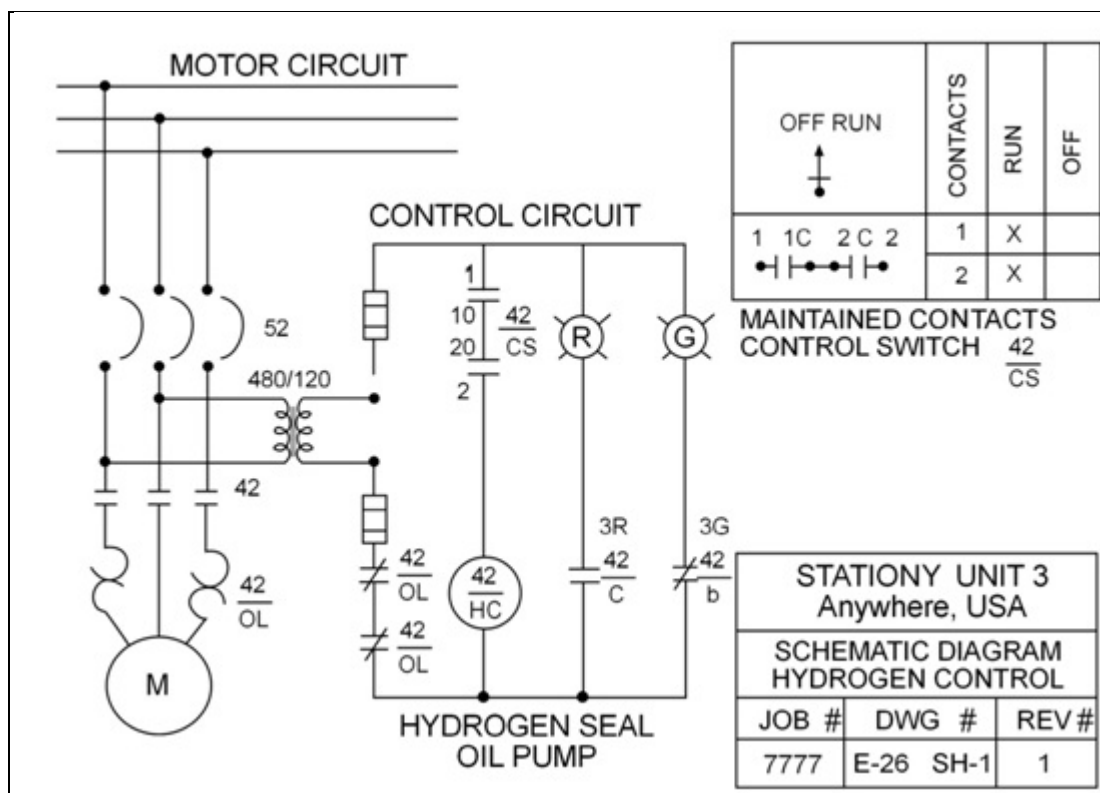 MOTOR CIRCUIT
52
480/120
42
42
OL
M
CONTROL CIRCUIT
1
10
42
CS
20
2
R
G
42
OL
42
OL
42
HC
3R
42
C
3G
42
b
HYDROGEN SEAL
OIL PUMP
OFF RUN
CONTACTS
RUN
OFF
1 1C 2 C 2
1 X
2 X
MAINTAINED CONTACTS
CONTROL SWITCH 42
CS
STATIONY UNIT 3
Anywhere, USA
SCHEMATIC DIAGRAM
HYDROGEN CONTROL
JOB # DWG # REV #
7777 E-26 SH-1 1